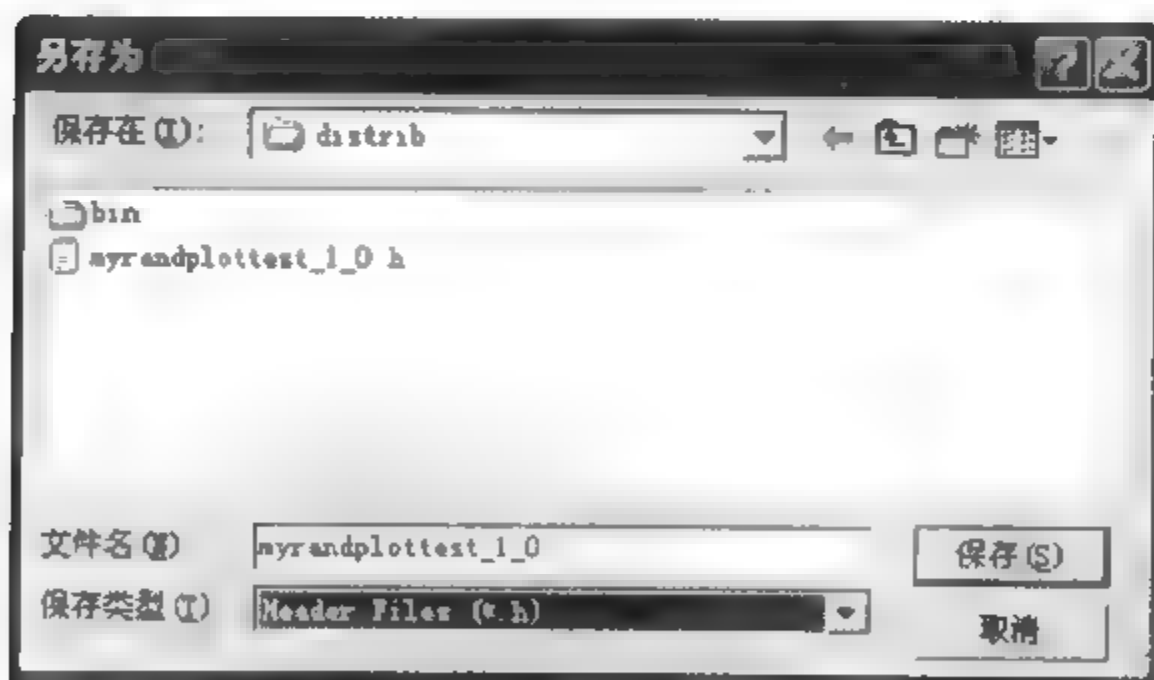 另存为
保存在(I): distrib
bin
myrandplottest_1_0 h
文件名(N) myrandplottest_1_0 保存(S)
保存类型(T) Header Files (*.h) 取消